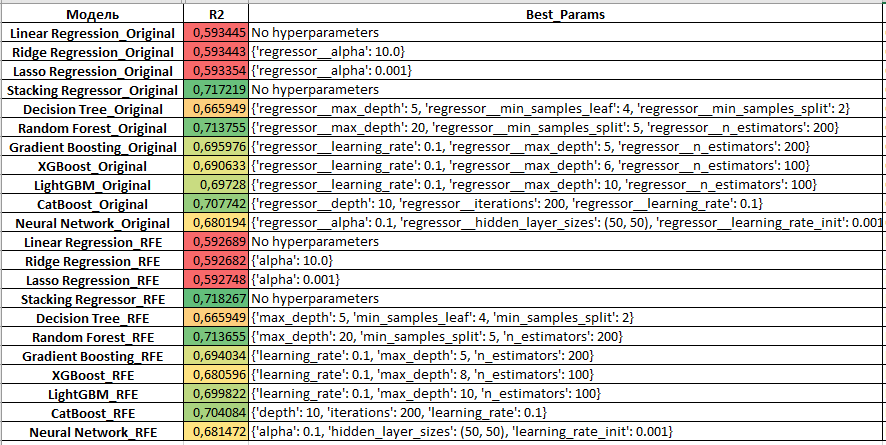 Модель R2 Best_Params
Linear Regression_Original 0,593445 No hyperparameters
Ridge Regression_Original 0,593443 {'regressor__alpha': 10.0}
Lasso Regression_Original 0,593354 {'regressor__alpha': 0.001}
Stacking Regressor_Original 0,717219 No hyperparameters
Decision Tree_Original 0,665949 {'regressor__max_depth': 5, 'regressor__min_samples_leaf': 4, 'regressor__min_samples_split': 2}
Random Forest_Original 0,713755 {'regressor__max_depth': 20, 'regressor__min_samples_split': 5, 'regressor__n_estimators': 200}
Gradient Boosting_Original 0,695976 {'regressor__learning_rate': 0.1, 'regressor__max_depth': 5, 'regressor__n_estimators': 200}
XGBoost_Original 0,690633 {'regressor__learning_rate': 0.1, 'regressor__max_depth': 6, 'regressor__n_estimators': 100}
LightGBM_Original 0,69728 {'regressor__learning_rate': 0.1, 'regressor__max_depth': 10, 'regressor__n_estimators': 100}
CatBoost_Original 0,707742 {'regressor__depth': 10, 'regressor__iterations': 200, 'regressor__learning_rate': 0.1}
Neural Network_Original 0,680194 {'regressor__alpha': 0.1, 'regressor__hidden_layer_sizes': (50, 50), 'regressor__learning_rate_init': 0.001
Linear Regression_RFE 0,592689 No hyperparameters
Ridge Regression_RFE 0,592682 {'alpha': 10.0}
Lasso Regression_RFE 0,592748 {'alpha': 0.001}
Stacking Regressor_RFE 0,718267 No hyperparameters
Decision Tree_RFE 0,665949 {'max_depth': 5, 'min_samples_leaf': 4, 'min_samples_split': 2}
Random Forest_RFE 0,713655 {'max_depth': 20, 'min_samples_split': 5, 'n_estimators': 200}
Gradient Boosting_RFE 0,694034 {'learning_rate': 0.1, 'max_depth': 5, 'n_estimators': 200}
XGBoost_RFE 0,680596 {'learning_rate': 0.1, 'max_depth': 8, 'n_estimators': 100}
LightGBM_RFE 0,699822 {'learning_rate': 0.1, 'max_depth': 10, 'n_estimators': 100}
CatBoost_RFE 0,704084 {'depth': 10, 'iterations': 200, 'learning_rate': 0.1}
Neural Network_RFE 0,681472 {'alpha': 0.1, 'hidden_layer_sizes': (50, 50), 'learning_rate_init': 0.001}